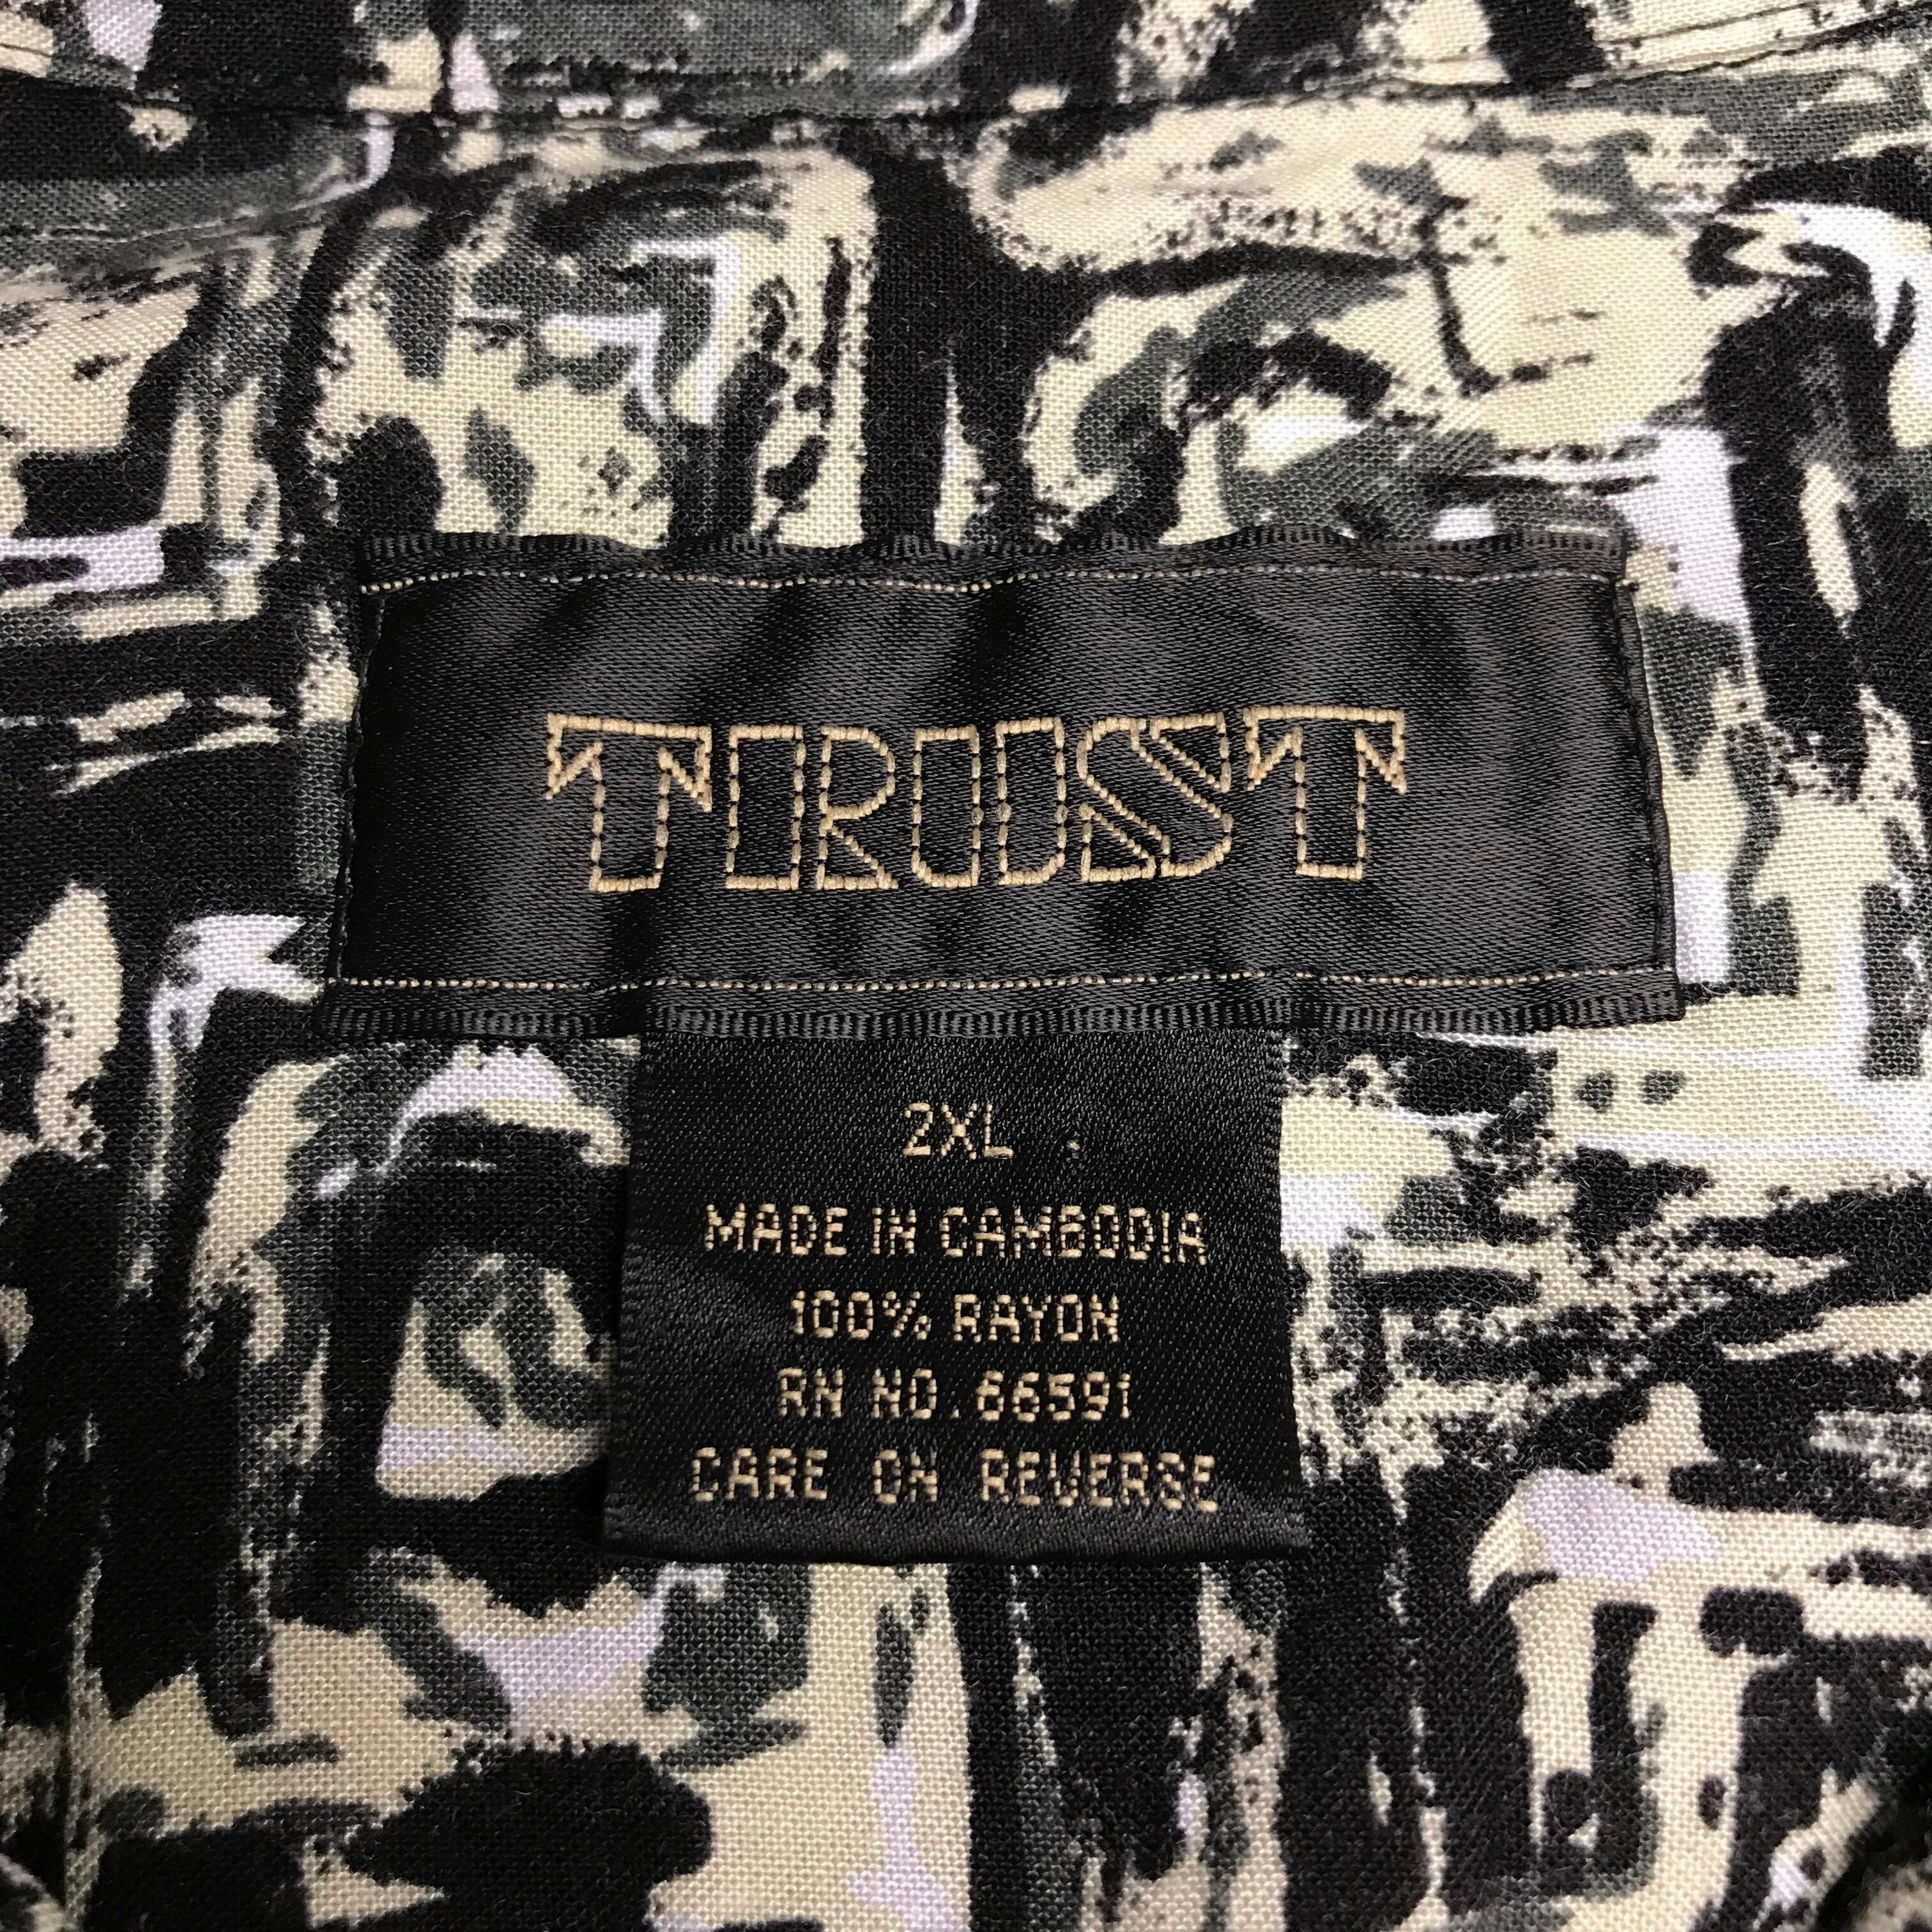 TRUST
2XL
MADE IN CAMBODIA
100% RAYON
RN NO. 66591
CARE ON REVERSE